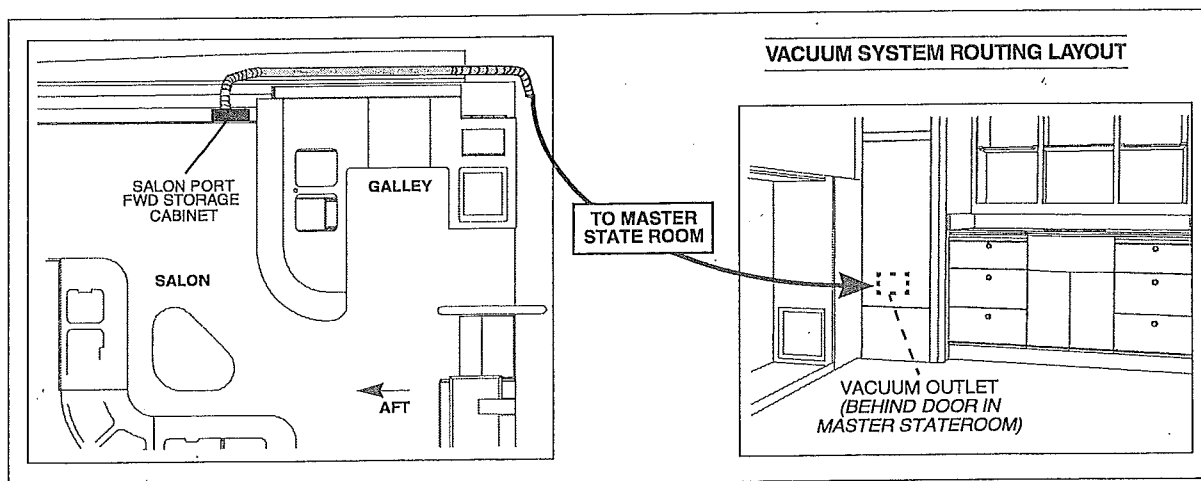 VACUUM SYSTEM ROUTING LAYOUT
SALON PORT
FWD STORAGE
CABINET
GALLEY
SALON
AFT
TO MASTER
STATE ROOM
VACUUM OUTLET
(BEHIND DOOR IN
MASTER STATEROOM)